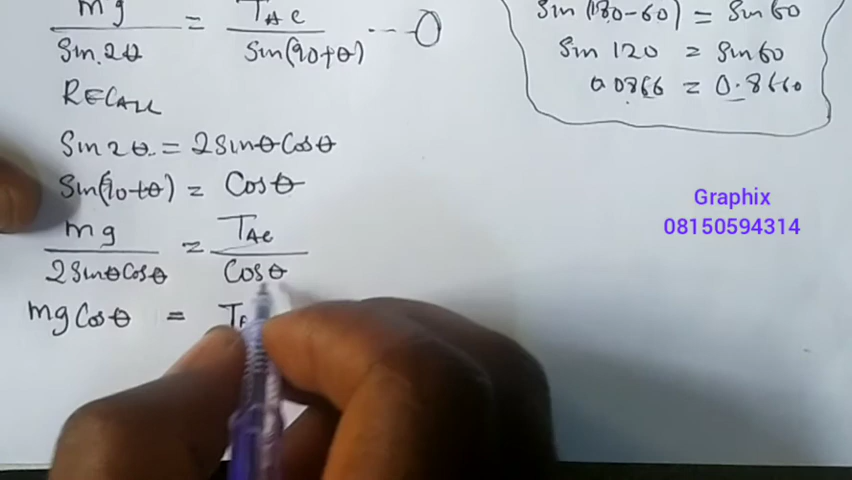 mg = T_AC
Sin 2θ Sin(90+θ) ---①
RECALL
Sin 2θ = 2SinθCosθ
Sin(90+θ) = Cosθ
mg = T_AC
2SinθCosθ Cosθ
mgCosθ = T
Sin(180-60) = Sin 60
Sin 120 = Sin 60
0.0866 = 0.8660
Graphix
08150594314